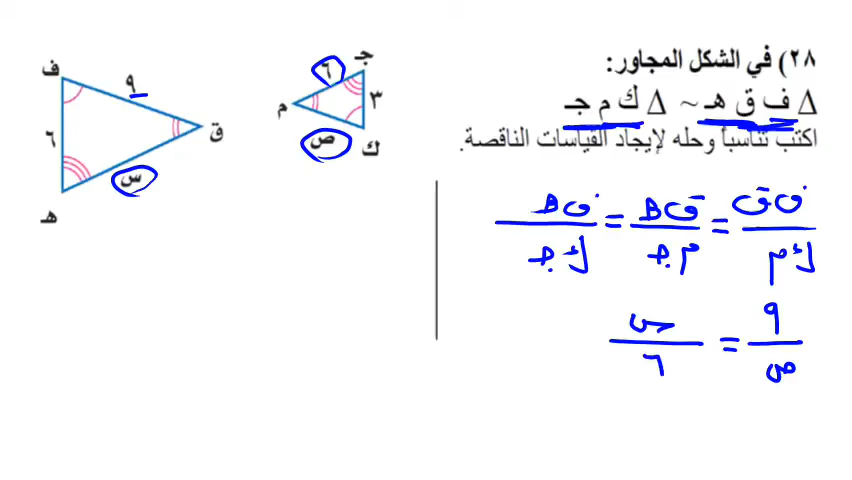 ٢٨) في الشكل المجاور:
Δ ف ق هـ ~ Δ ك م جـ
اكتب تناسباً وحله لإيجاد القياسات الناقصة.
ف
٩
ق
٦
س
هـ
جـ
٦
م
٣
ص
ك
ف ق / ك م = ق هـ / م جـ = ف هـ / ك جـ
٩ / ص = س / ٦